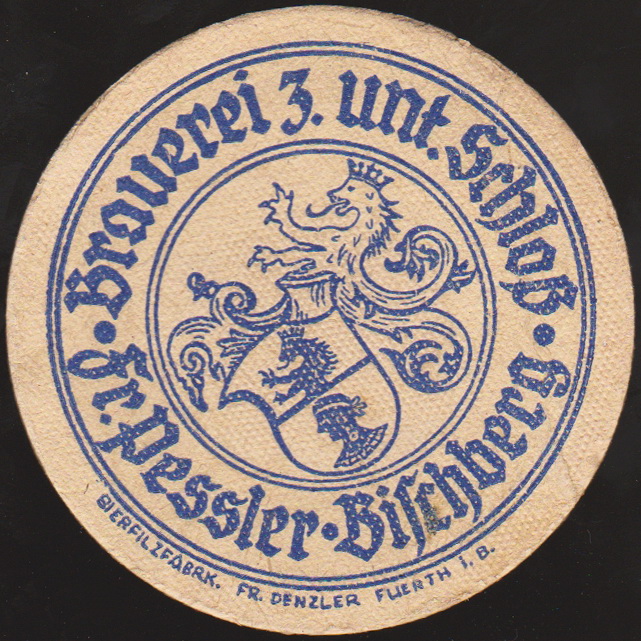 Brauerei z. unt. Schloß
Fr. Pessler • Bischberg
BIERFILZFABRK. FR. DENZLER FUERTH i. B.